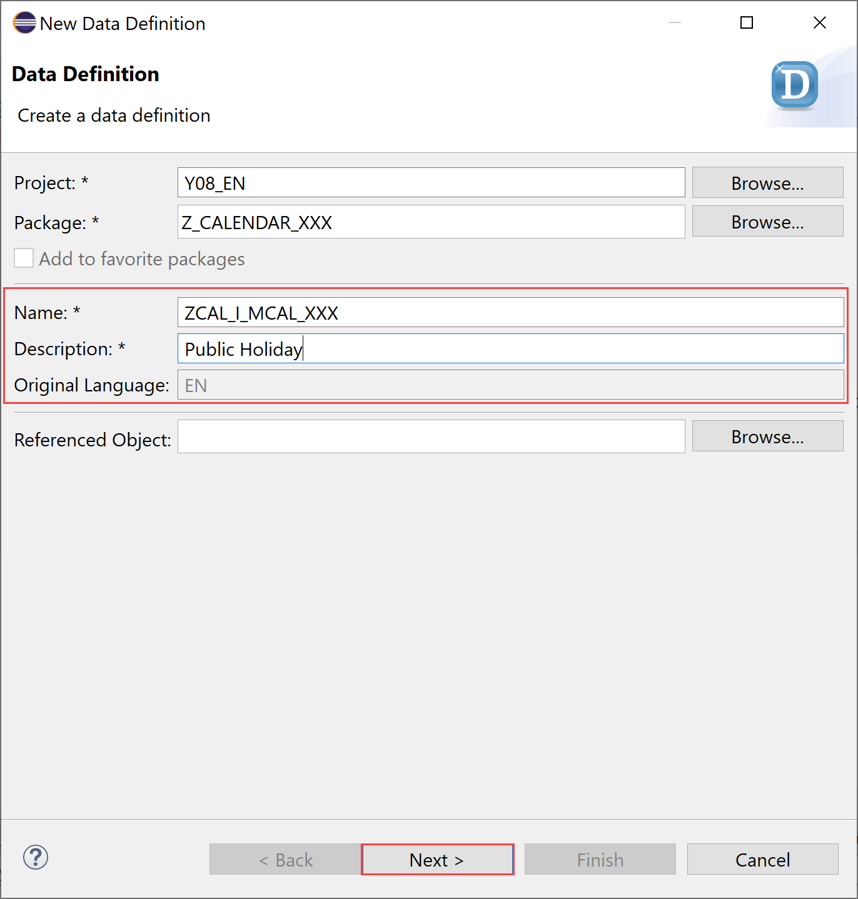 New Data Definition
Data Definition
D
Create a data definition
Project: * Y08_EN Browse...
Package: * Z_CALENDAR_XXX Browse...
Add to favorite packages
Name: * ZCAL_I_MCAL_XXX
Description: * Public Holiday
Original Language: EN
Referenced Object: Browse...
? < Back Next > Finish Cancel